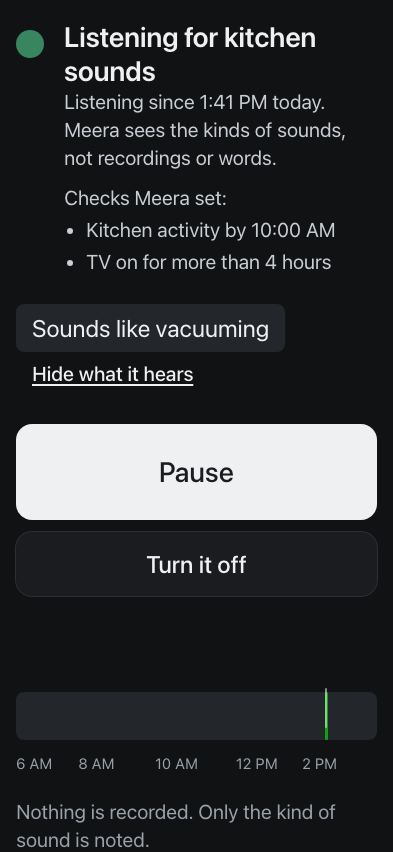 Listening for kitchen
sounds
Listening since 1:41 PM today.
Meera sees the kinds of sounds,
not recordings or words.
Checks Meera set:
• Kitchen activity by 10:00 AM
• TV on for more than 4 hours
Sounds like vacuuming
Hide what it hears
Pause
Turn it off
6 AM 8 AM 10 AM 12 PM 2 PM
Nothing is recorded. Only the kind of
sound is noted.